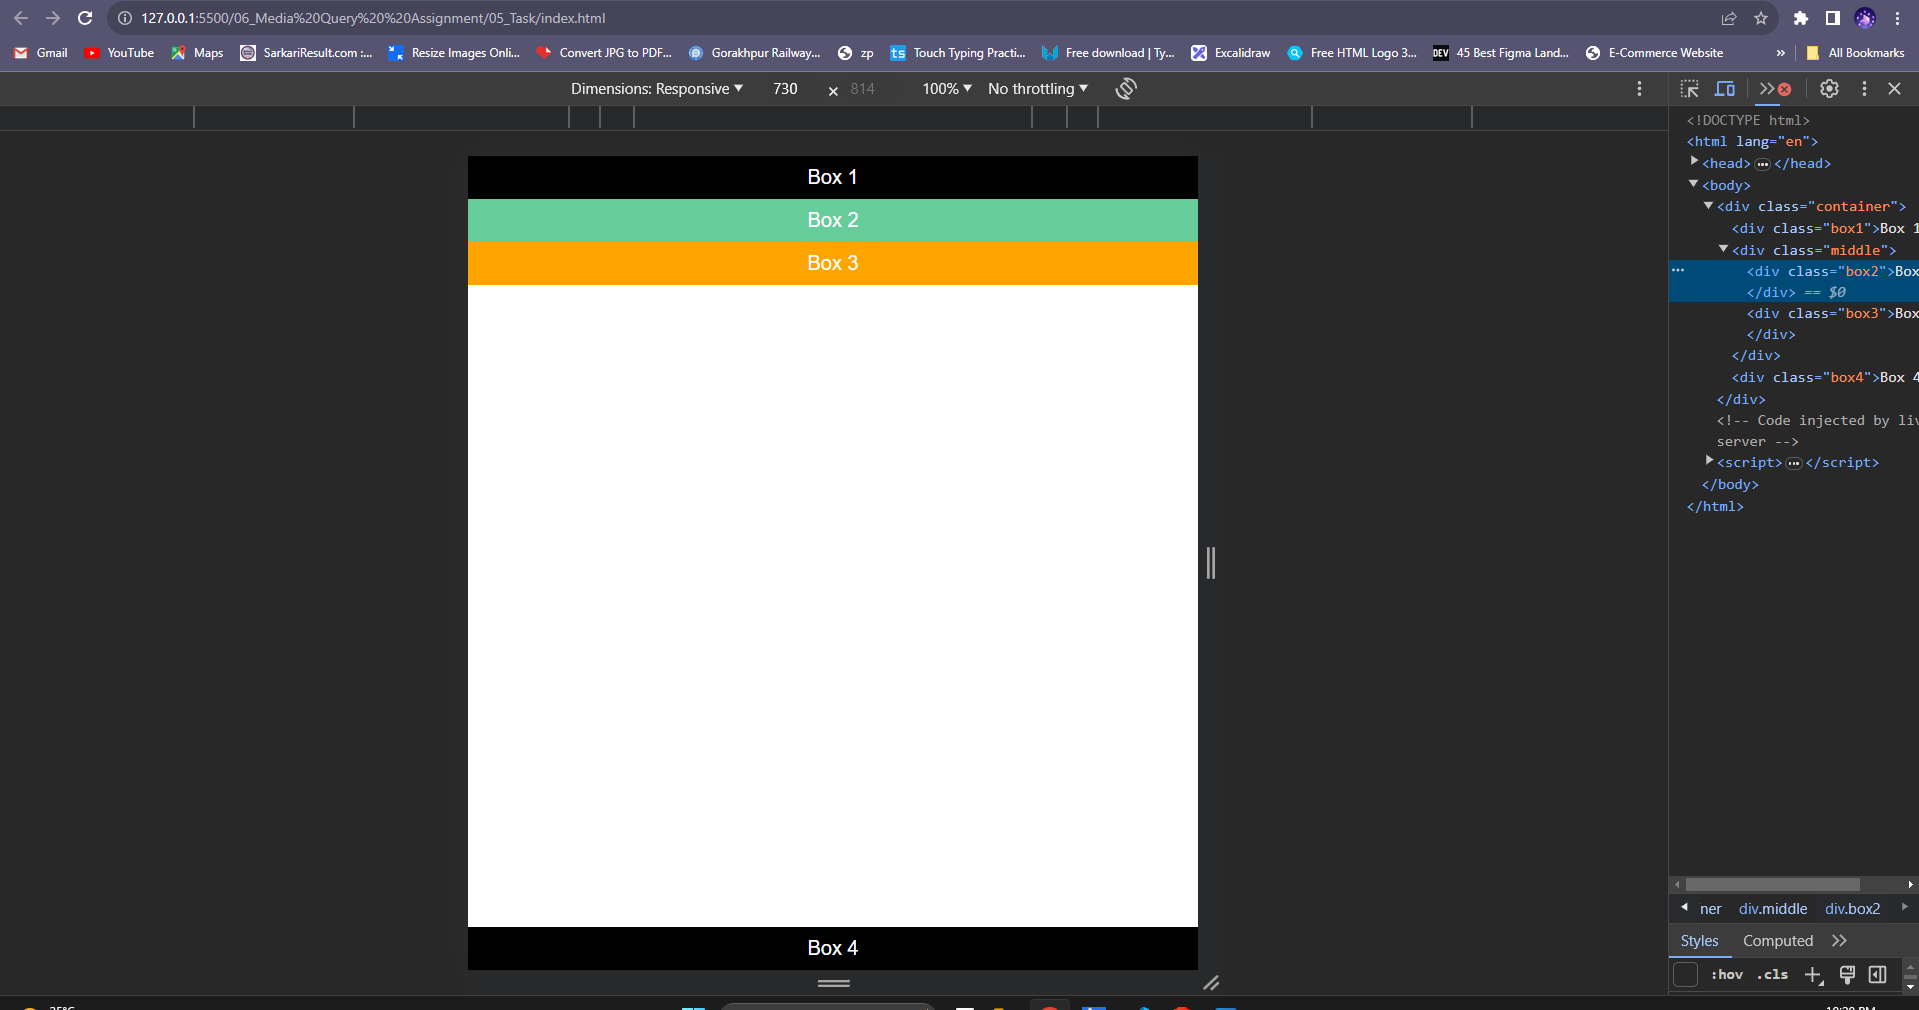 127.0.0.1:5500/06_Media%20Query%20%20Assignment/05_Task/index.html
Gmail YouTube Maps SarkariResult.com :... Resize Images Onli... Convert JPG to PDF... Gorakhpur Railway... zp Touch Typing Practi... Free download | Ty... Excalidraw Free HTML Logo 3... DEV 45 Best Figma Land... E-Commerce Website » All Bookmarks
Dimensions: Responsive 730 × 814 100% No throttling
<!DOCTYPE html>
<html lang="en">
<head> ••• </head>
<body>
<div class="container">
<div class="box1">Box 1
<div class="middle">
<div class="box2">Box
</div> == $0
<div class="box3">Box
</div>
</div>
<div class="box4">Box 4
</div>
<!-- Code injected by liv
server -->
<script> ••• </script>
</body>
</html>
Box 1
Box 2
Box 3
Box 4
ner div.middle div.box2
Styles Computed
:hov .cls